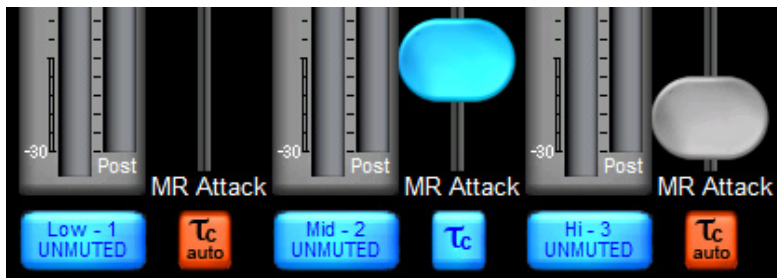 -30
Post
-30
Post
-30
Post
MR Attack
MR Attack
MR Attack
Low - 1
UNMUTED
τc
auto
Mid - 2
UNMUTED
τc
Hi - 3
UNMUTED
τc
auto